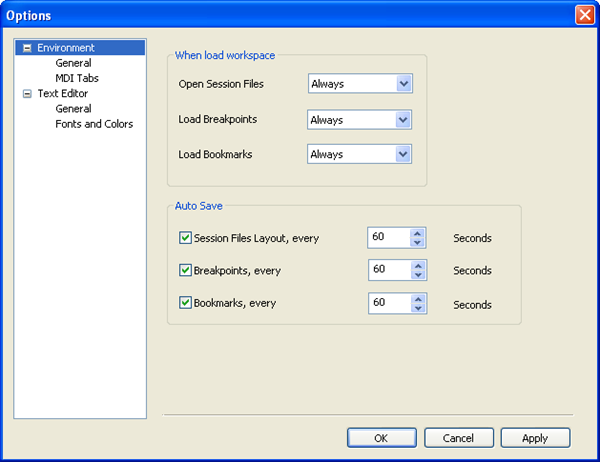 Options
Environment
General
MDI Tabs
Text Editor
General
Fonts and Colors
When load workspace
Open Session Files Always
Load Breakpoints Always
Load Bookmarks Always
Auto Save
Session Files Layout, every 60 Seconds
Breakpoints, every 60 Seconds
Bookmarks, every 60 Seconds
OK Cancel Apply